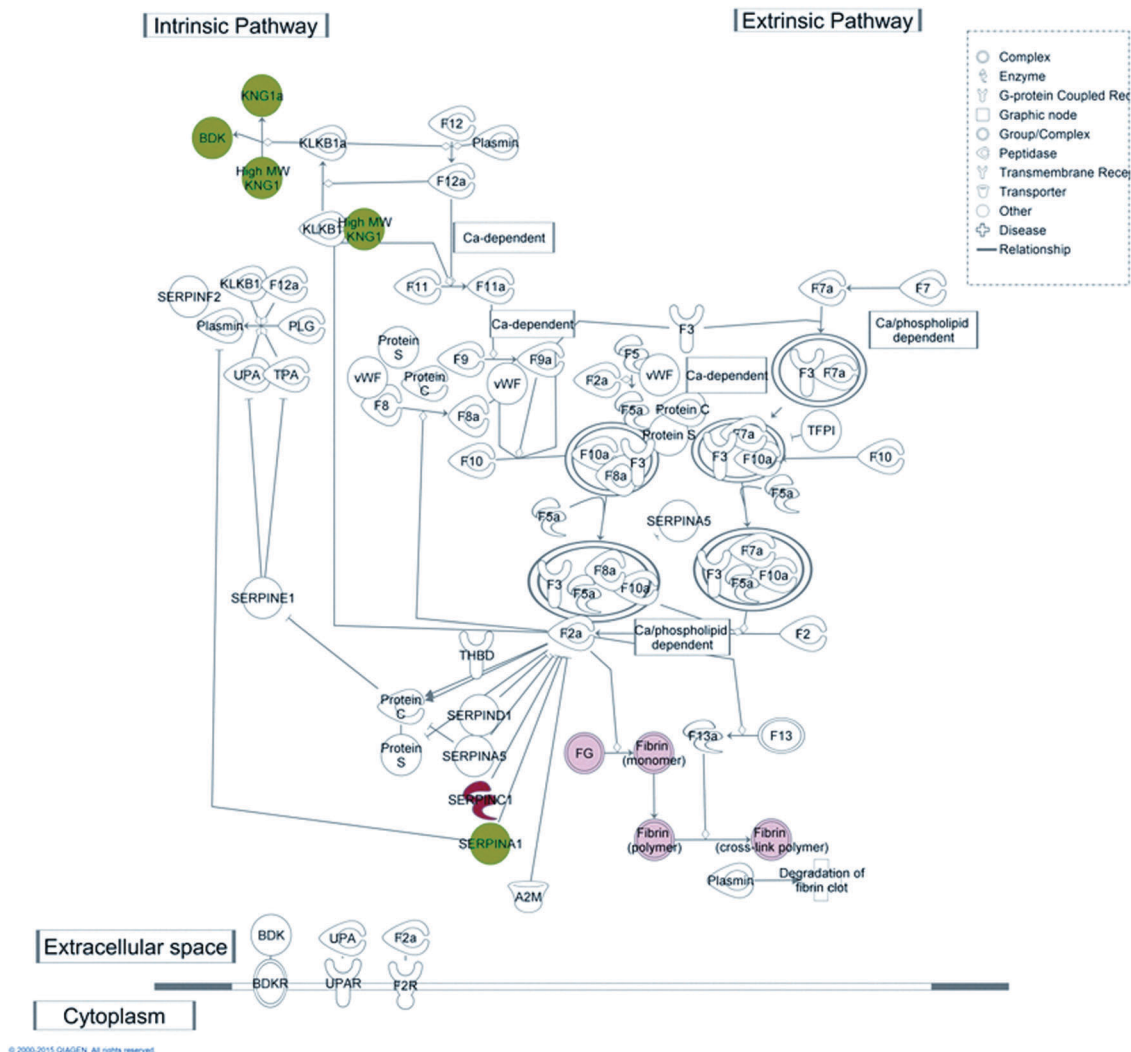 Intrinsic Pathway
Extrinsic Pathway
Complex
Enzyme
G-protein Coupled Rec
Graphic node
Group/Complex
Peptidase
Transmembrane Rece
Transporter
Other
Disease
Relationship
KNG1a
BDK
High MW
KNG1
KLKB1a
F12
Plasmin
F12a
KLKB1
High MW
KNG1
Ca-dependent
F11
F11a
KLKB1
F12a
SERPINF2
Plasmin
PLG
UPA
TPA
Ca-dependent
F3
F7a
F7
Ca/phospholipid
dependent
Protein
S
vWF
Protein
C
F8
F9
F9a
vWF
F8a
F10
F5
vWF
F2a
Ca-dependent
F5a
Protein C
Protein S
F3
F7a
TFPI
F10a
F3
F8a
F7a
F3
F10a
F10
F5a
F5a
SERPINA5
F8a
F3
F5a
F10a
F7a
F3
F5a
F10a
SERPINE1
F2a
Ca/phospholipid
dependent
F2
THBD
Protein
C
SERPIND1
Protein
S
SERPINA5
SERPINC1
SERPINA1
A2M
FG
Fibrin
(monomer)
F13a
F13
Fibrin
(polymer)
Fibrin
(cross-link polymer)
Plasmin
Degradation of
fibrin clot
Extracellular space
BDK
UPA
F2a
BDKR
UPAR
F2R
Cytoplasm
© 2000-2015 QIAGEN. All rights reserved.